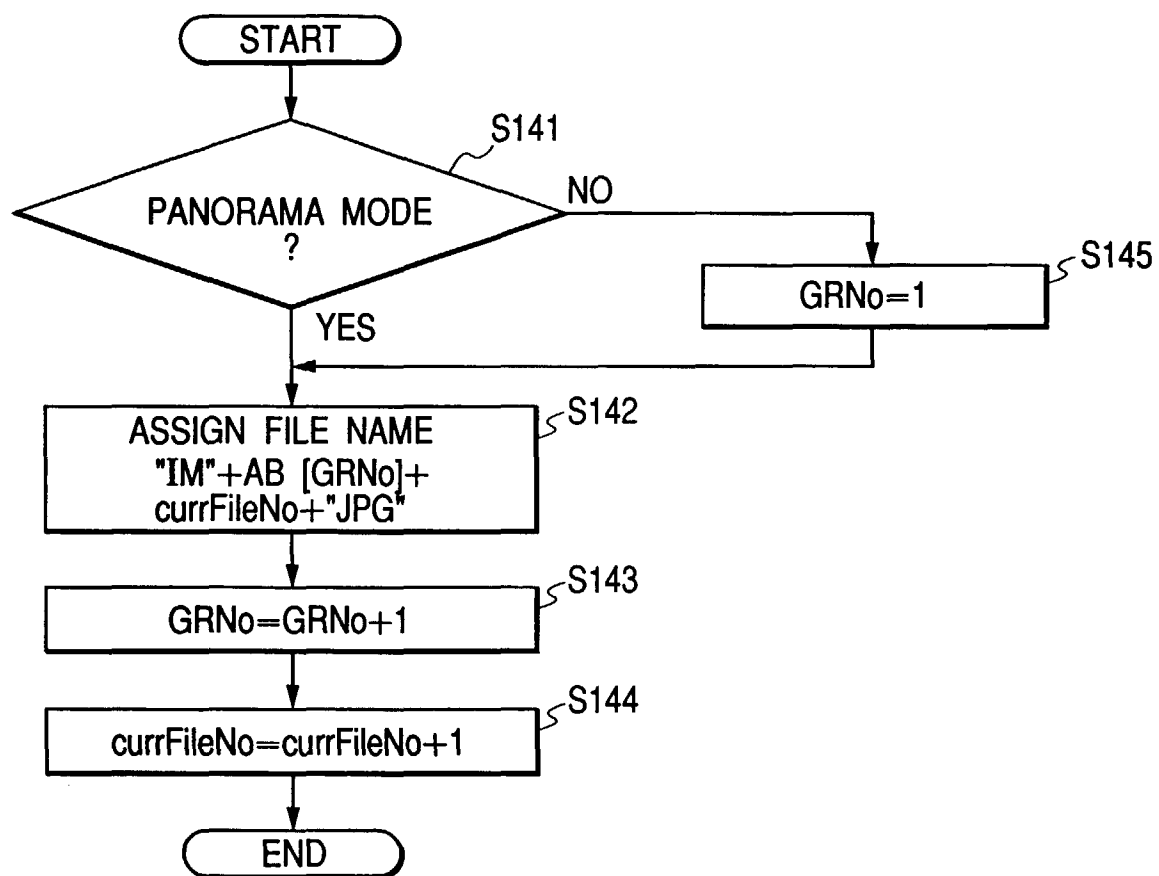 START
S141
PANORAMA MODE
?
NO
S145
GRNo=1
YES
S142
ASSIGN FILE NAME
"IM"+AB [GRNo]+
currFileNo+"JPG"
S143
GRNo=GRNo+1
S144
currFileNo=currFileNo+1
END